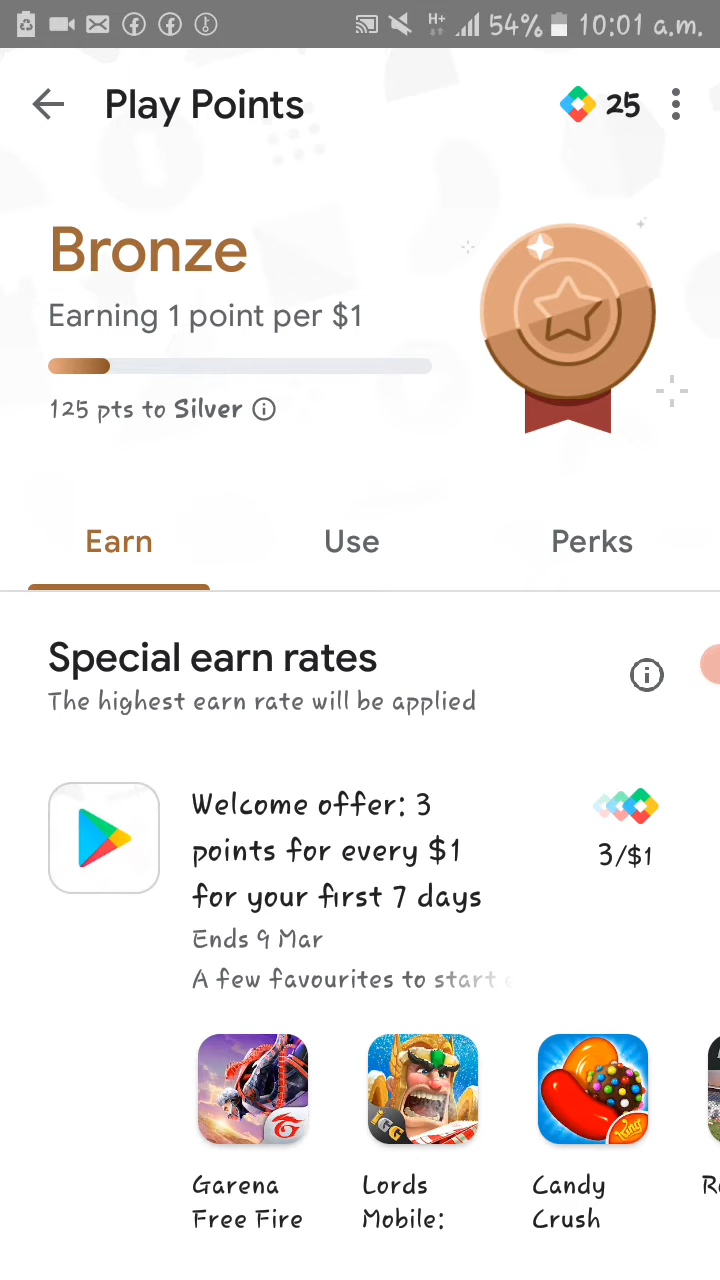 H+ 54% 10:01 a.m.
Play Points 25
Bronze
Earning 1 point per $1
125 pts to Silver
Earn Use Perks
Special earn rates
The highest earn rate will be applied
Welcome offer: 3
points for every $1
for your first 7 days
3/$1
Ends 9 Mar
A few favourites to start
IGG
King
Garena
Free Fire
Lords
Mobile:
Candy
Crush